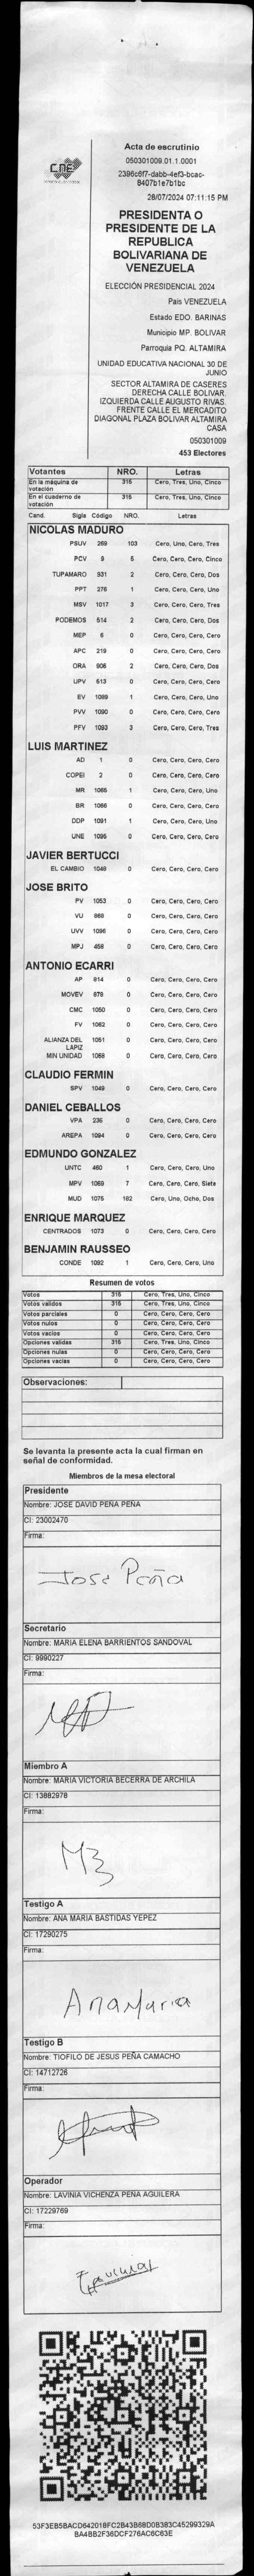 Acta de escrutinio
CNE
050301009.01.1.0001
2396c6f7-dabb-4ef3-bcac-
8407b1e7b1bc
28/07/2024 07:11:15 PM
PRESIDENTA O
PRESIDENTE DE LA
REPUBLICA
BOLIVARIANA DE
VENEZUELA
ELECCIÓN PRESIDENCIAL 2024
Pais VENEZUELA
Estado EDO. BARINAS
Municipio MP. BOLIVAR
Parroquia PQ. ALTAMIRA
UNIDAD EDUCATIVA NACIONAL 30 DE
JUNIO
SECTOR ALTAMIRA DE CASERES
DERECHA CALLE BOLIVAR.
IZQUIERDA CALLE AUGUSTO RIVAS.
FRENTE CALLE EL MERCADITO
DIAGONAL PLAZA BOLIVAR ALTAMIRA
CASA
050301009
453 Electores
Votantes NRO. Letras
En la máquina de votación 315 Cero, Tres, Uno, Cinco
En el cuaderno de votación 315 Cero, Tres, Uno, Cinco
Cand. Sigla Código NRO. Letras
NICOLAS MADURO
PSUV 269 103 Cero, Uno, Cero, Tres
PCV 9 5 Cero, Cero, Cero, Cinco
TUPAMARO 931 2 Cero, Cero, Cero, Dos
PPT 276 1 Cero, Cero, Cero, Uno
MSV 1017 3 Cero, Cero, Cero, Tres
PODEMOS 514 2 Cero, Cero, Cero, Dos
MEP 6 0 Cero, Cero, Cero, Cero
APC 219 0 Cero, Cero, Cero, Cero
ORA 906 2 Cero, Cero, Cero, Dos
UPV 513 0 Cero, Cero, Cero, Cero
EV 1089 1 Cero, Cero, Cero, Uno
PVV 1090 0 Cero, Cero, Cero, Cero
PFV 1093 3 Cero, Cero, Cero, Tres
LUIS MARTINEZ
AD 1 0 Cero, Cero, Cero, Cero
COPEI 2 0 Cero, Cero, Cero, Cero
MR 1065 1 Cero, Cero, Cero, Uno
BR 1066 0 Cero, Cero, Cero, Cero
DDP 1091 1 Cero, Cero, Cero, Uno
UNE 1095 0 Cero, Cero, Cero, Cero
JAVIER BERTUCCI
EL CAMBIO 1048 0 Cero, Cero, Cero, Cero
JOSE BRITO
PV 1053 0 Cero, Cero, Cero, Cero
VU 868 0 Cero, Cero, Cero, Cero
UVV 1096 0 Cero, Cero, Cero, Cero
MPJ 458 0 Cero, Cero, Cero, Cero
ANTONIO ECARRI
AP 914 0 Cero, Cero, Cero, Cero
MOVEV 878 0 Cero, Cero, Cero, Cero
CMC 1050 0 Cero, Cero, Cero, Cero
FV 1062 0 Cero, Cero, Cero, Cero
ALIANZA DEL LAPIZ 1051 0 Cero, Cero, Cero, Cero
MIN UNIDAD 1068 0 Cero, Cero, Cero, Cero
CLAUDIO FERMIN
SPV 1049 0 Cero, Cero, Cero, Cero
DANIEL CEBALLOS
VPA 236 0 Cero, Cero, Cero, Cero
AREPA 1094 0 Cero, Cero, Cero, Cero
EDMUNDO GONZALEZ
UNTC 460 1 Cero, Cero, Cero, Uno
MPV 1069 7 Cero, Cero, Cero, Siete
MUD 1075 182 Cero, Uno, Ocho, Dos
ENRIQUE MARQUEZ
CENTRADOS 1073 0 Cero, Cero, Cero, Cero
BENJAMIN RAUSSEO
CONDE 1092 1 Cero, Cero, Cero, Uno
Resumen de votos
Votos 315 Cero, Tres, Uno, Cinco
Votos validos 315 Cero, Tres, Uno, Cinco
Votos parciales 0 Cero, Cero, Cero, Cero
Votos nulos 0 Cero, Cero, Cero, Cero
Votos vacios 0 Cero, Cero, Cero, Cero
Opciones validas 315 Cero, Tres, Uno, Cinco
Opciones nulas 0 Cero, Cero, Cero, Cero
Opciones vacias 0 Cero, Cero, Cero, Cero
Observaciones:
Se levanta la presente acta la cual firman en
señal de conformidad.
Miembros de la mesa electoral
Presidente
Nombre: JOSE DAVID PEÑA PEÑA
CI: 23002470
Firma:
Jose Peña
Secretario
Nombre: MARIA ELENA BARRIENTOS SANDOVAL
CI: 9990227
Firma:
Miembro A
Nombre: MARIA VICTORIA BECERRA DE ARCHILA
CI: 13882978
Firma:
Testigo A
Nombre: ANA MARIA BASTIDAS YEPEZ
CI: 17290275
Firma:
Ana Maria
Testigo B
Nombre: TIOFILO DE JESUS PEÑA CAMACHO
CI: 14712726
Firma:
Operador
Nombre: LAVINIA VICHENZA PEÑA AGUILERA
CI: 17229769
Firma:
53F3EB5BACD642018FC2B43B68D0B383C45299329A
BA4BB2F36DCF276AC6C63E